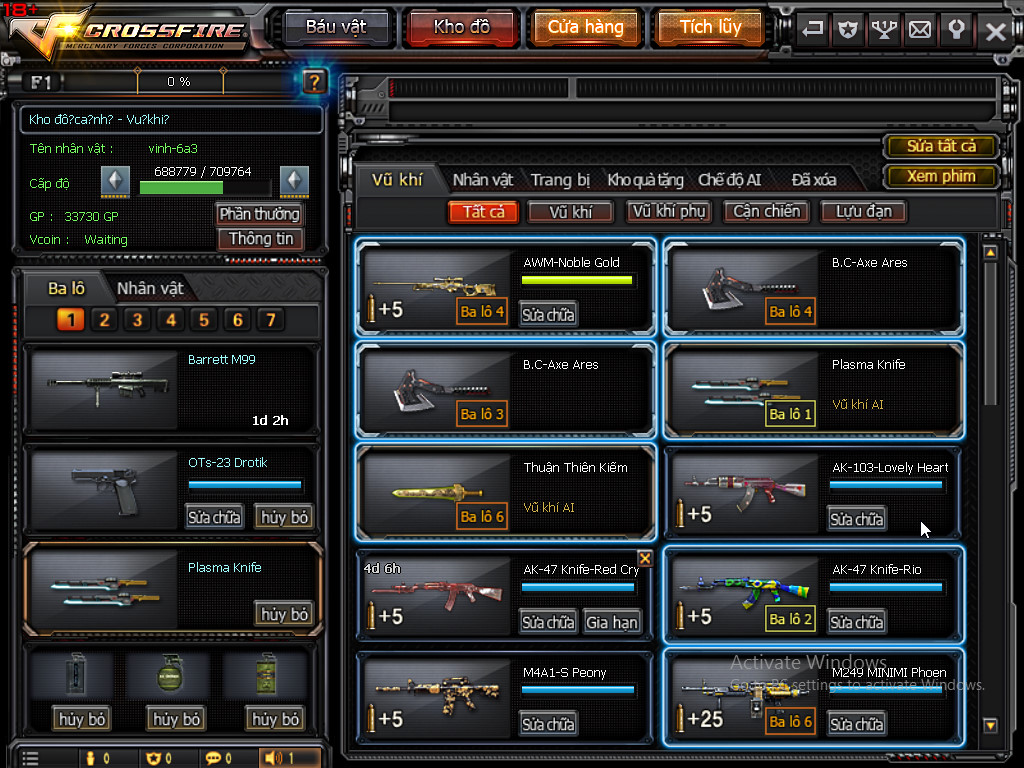 18+
CROSSFIRE
MERCENARY FORCES CORPORATION
Báu vật
Kho đồ
Cửa hàng
Tích lũy
F1
0 %
?
Kho đô?ca?nh? - Vu?khi?
Tên nhân vật : vinh-6a3
Cấp độ
688779 / 709764
GP : 33730 GP
Phần thưởng
Vcoin : Waiting
Thông tin
Sửa tất cả
Xem phim
Vũ khí
Nhân vật
Trang bị
Kho quà tặng
Chế độ AI
Đã xóa
Tất cả
Vũ khí
Vũ khí phụ
Cận chiến
Lựu đạn
Ba lô
Nhân vật
1 2 3 4 5 6 7
Barrett M99
1d 2h
OTs-23 Drotik
Sửa chữa
hủy bỏ
Plasma Knife
hủy bỏ
hủy bỏ
hủy bỏ
hủy bỏ
0
0
0
1
AWM-Noble Gold
+5
Ba lô 4
Sửa chữa
B.C-Axe Ares
Ba lô 4
B.C-Axe Ares
Ba lô 3
Plasma Knife
Vũ khí AI
Ba lô 1
Thuận Thiên Kiếm
Vũ khí AI
Ba lô 6
AK-103-Lovely Heart
+5
Sửa chữa
4d 6h
AK-47 Knife-Red Cry
+5
Sửa chữa
Gia hạn
AK-47 Knife-Rio
+5
Ba lô 2
Sửa chữa
M4A1-S Peony
+5
Sửa chữa
M249 MINIMI Phoen
+25
Ba lô 6
Sửa chữa
Activate Windows
Go to PC settings to activate Windows.